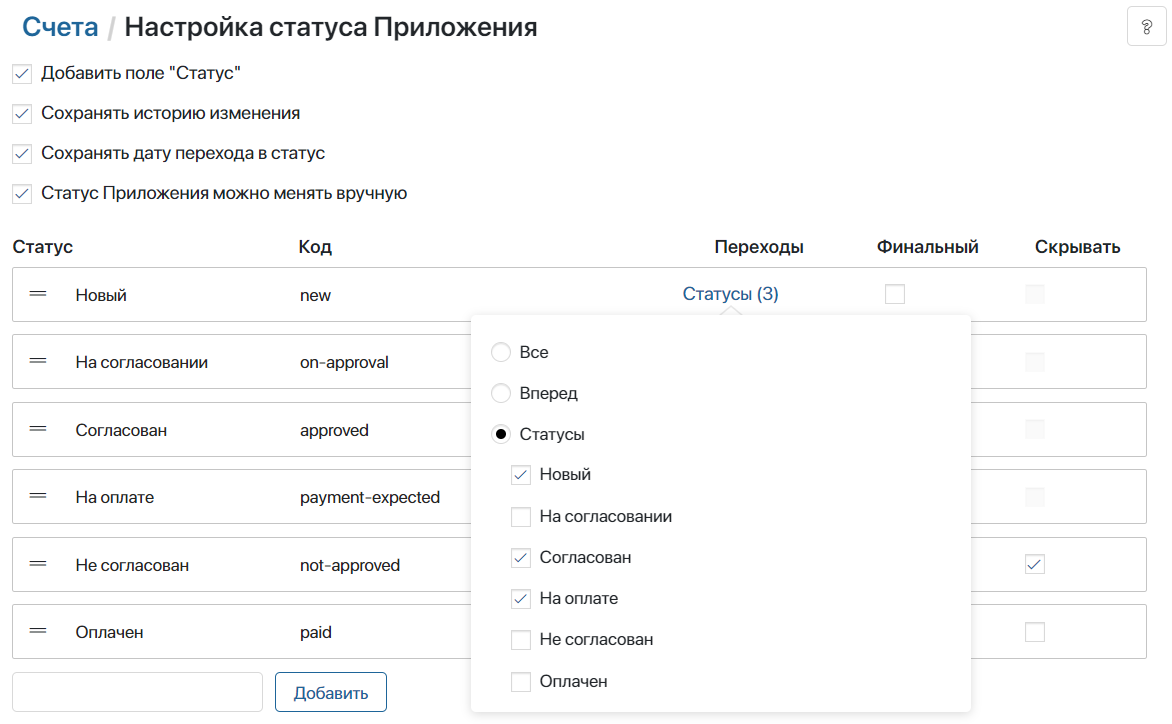 Счета / Настройка статуса Приложения
?
Добавить поле "Статус"
Сохранять историю изменения
Сохранять дату перехода в статус
Статус Приложения можно менять вручную
Статус Код Переходы Финальный Скрывать
Новый new Статусы (3)
На согласовании on-approval
Согласован approved
На оплате payment-expected
Не согласован not-approved
Оплачен paid
Добавить
Все
Вперед
Статусы
Новый
На согласовании
Согласован
На оплате
Не согласован
Оплачен